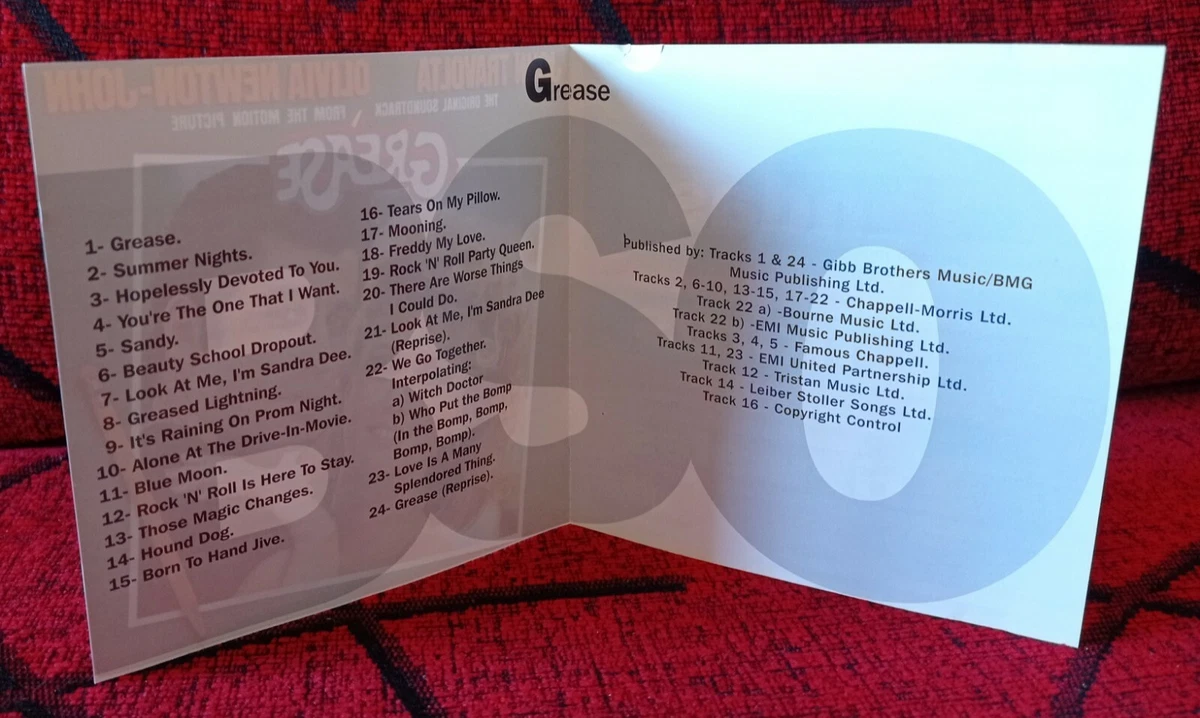 JOHN TRAVOLTA OLIVIA NEWTON-JOHN
THE ORIGINAL SOUNDTRACK FROM THE MOTION PICTURE
GREASE
Grease
RSO
1- Grease.
2- Summer Nights.
3- Hopelessly Devoted To You.
4- You're The One That I Want.
5- Sandy.
6- Beauty School Dropout.
7- Look At Me, I'm Sandra Dee.
8- Greased Lightning.
9- It's Raining On Prom Night.
10- Alone At The Drive-In-Movie.
11- Blue Moon.
12- Rock 'N' Roll Is Here To Stay.
13- Those Magic Changes.
14- Hound Dog.
15- Born To Hand Jive.
16- Tears On My Pillow.
17- Mooning.
18- Freddy My Love.
19- Rock 'N' Roll Party Queen.
20- There Are Worse Things
I Could Do.
21- Look At Me, I'm Sandra Dee
(Reprise).
22- We Go Together.
Interpolating:
a) Witch Doctor
b) Who Put the Bomp
(In the Bomp, Bomp,
Bomp, Bomp).
23- Love Is A Many
Splendored Thing.
24- Grease (Reprise).
Published by: Tracks 1 & 24 - Gibb Brothers Music/BMG
Music Publishing Ltd.
Tracks 2, 6-10, 13-15, 17-22 - Chappell-Morris Ltd.
Track 22 a) -Bourne Music Ltd.
Track 22 b) -EMI Music Publishing Ltd.
Tracks 3, 4, 5 - Famous Chappell.
Tracks 11, 23 - EMI United Partnership Ltd.
Track 12 - Tristan Music Ltd.
Track 14 - Leiber Stoller Songs Ltd.
Track 16 - Copyright Control